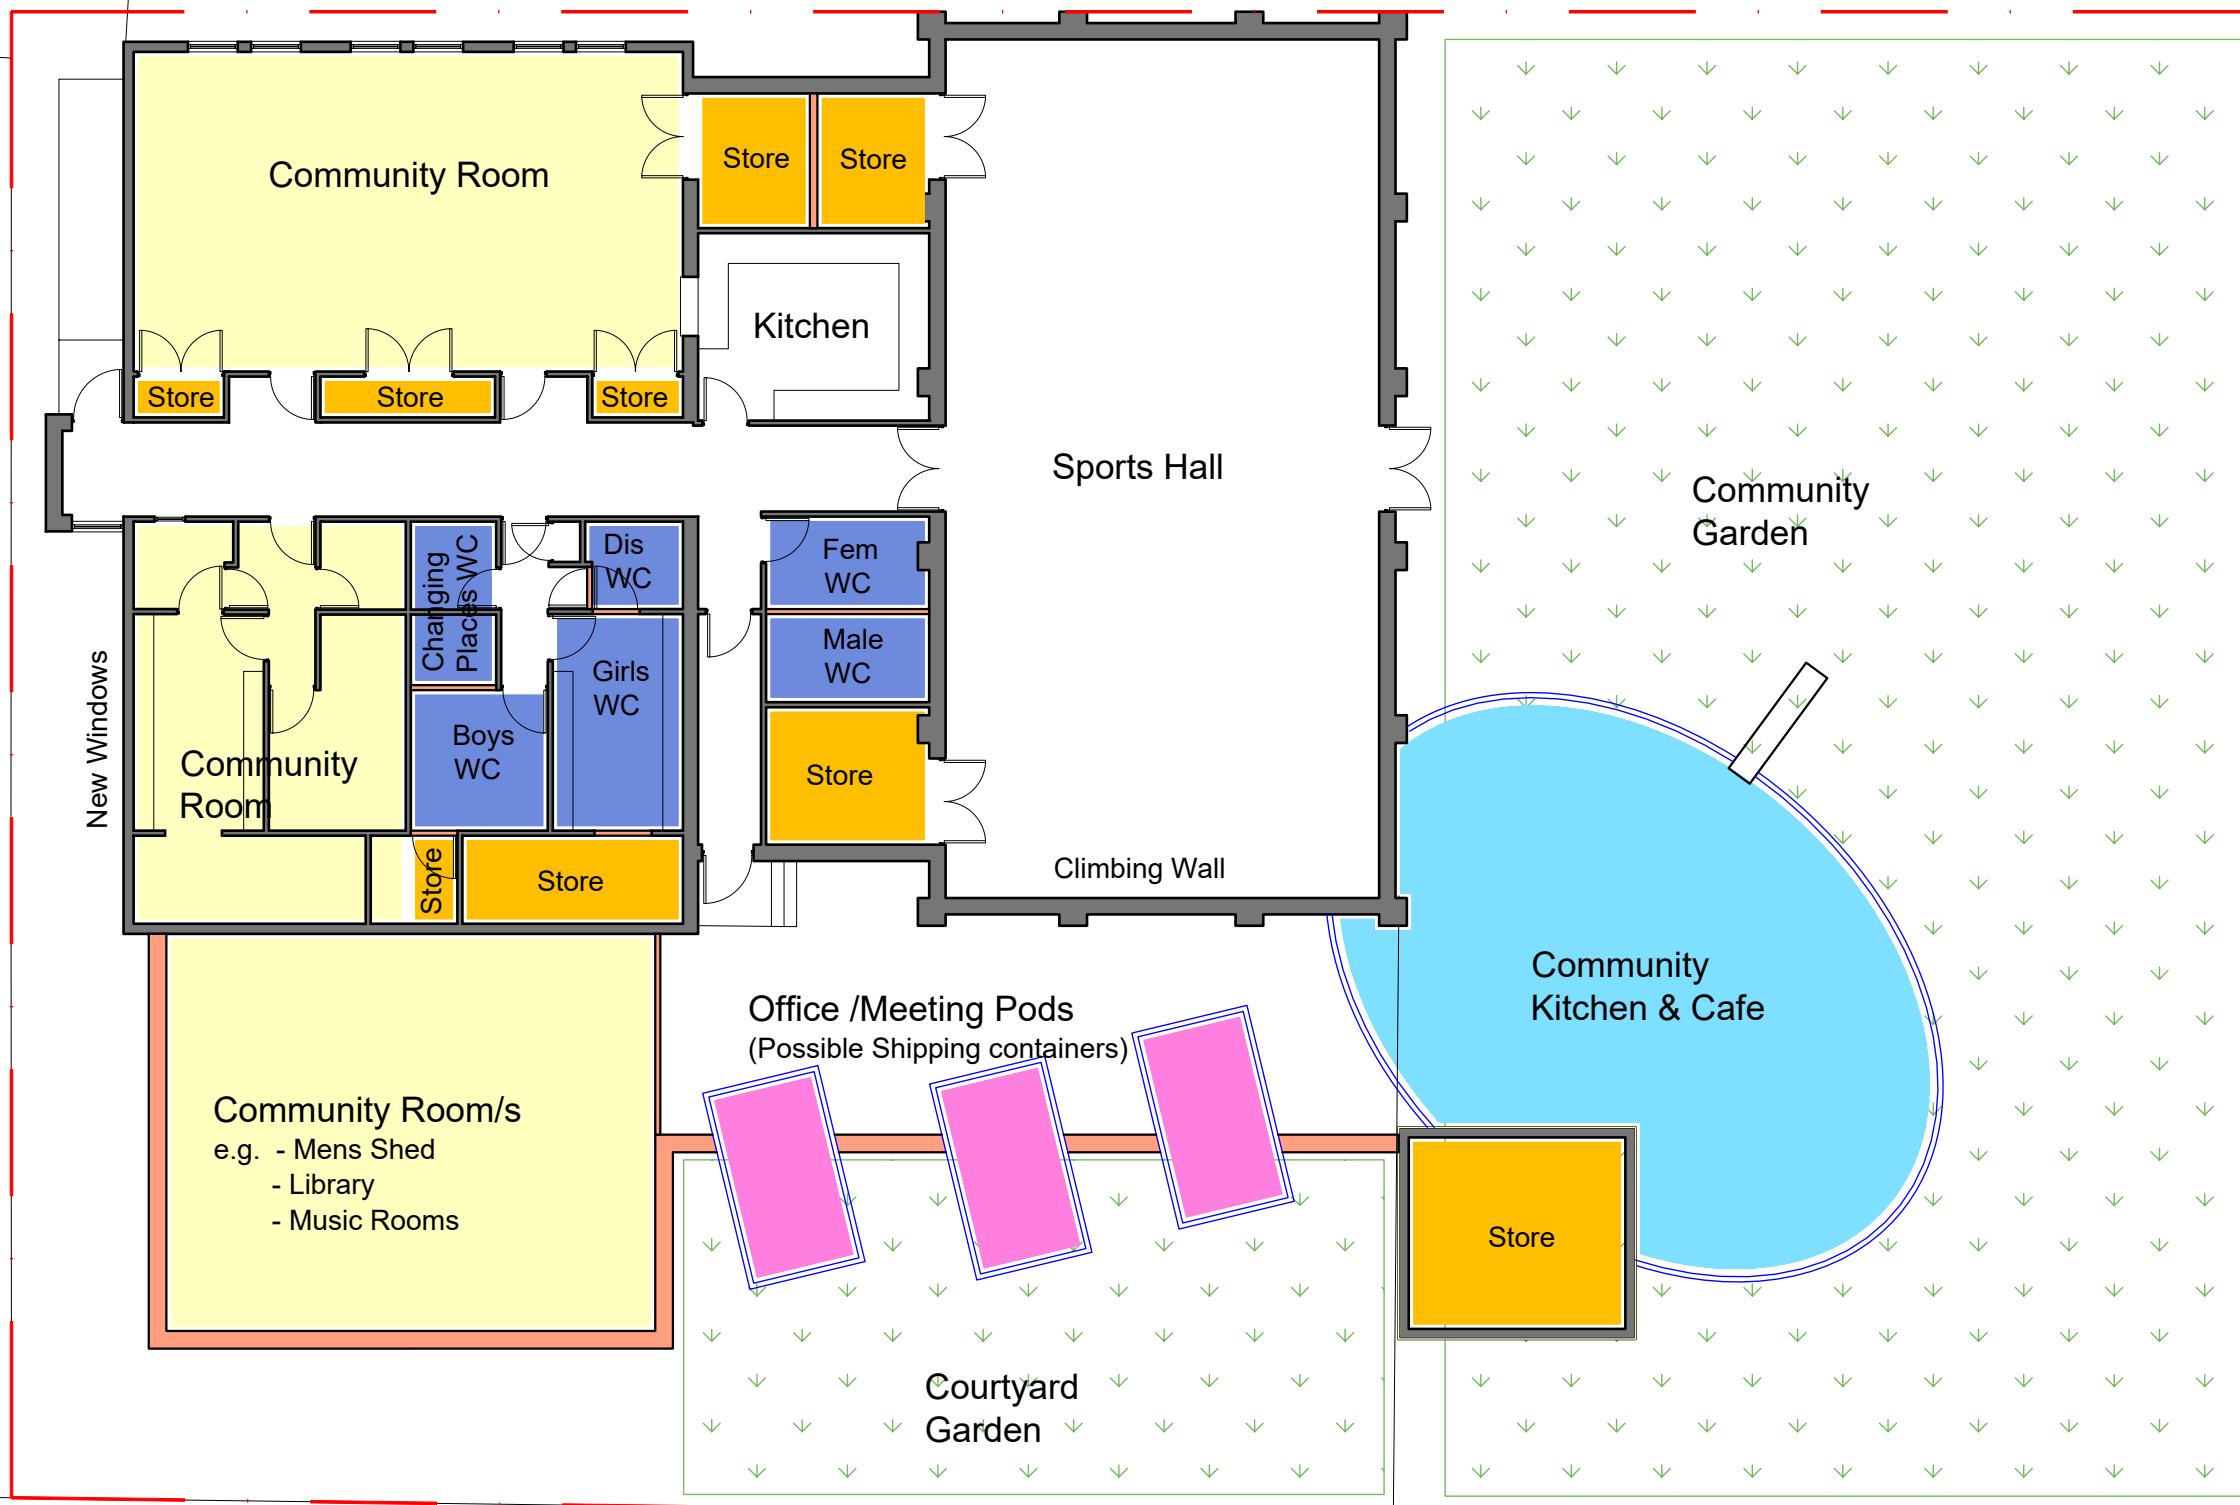 Community Room
Store
Store
Kitchen
Store
Store
Store
Sports Hall
Community
Garden
Changing
Places WC
Dis
WC
Fem
WC
Male
WC
Girls
WC
Boys
WC
New Windows
Community
Room
Store
Store
Store
Climbing Wall
Community
Kitchen & Cafe
Office /Meeting Pods
(Possible Shipping containers)
Community Room/s
e.g. - Mens Shed
- Library
- Music Rooms
Store
Courtyard
Garden